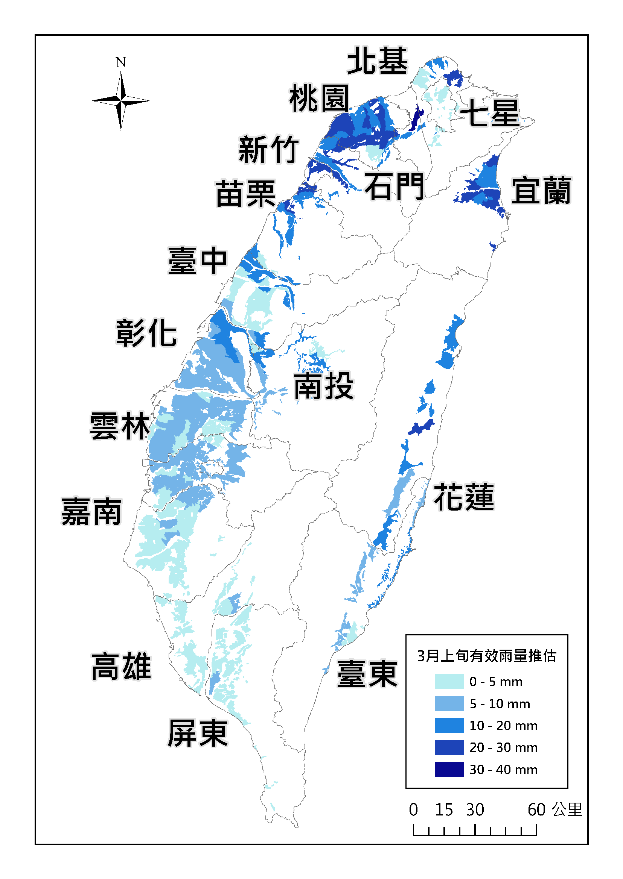 N
北基
桃園
七星
新竹
石門
苗栗
宜蘭
臺中
彰化
南投
雲林
花蓮
嘉南
高雄
臺東
屏東
3月上旬有效雨量推估
0 - 5 mm
5 - 10 mm
10 - 20 mm
20 - 30 mm
30 - 40 mm
0 15 30 60 公里